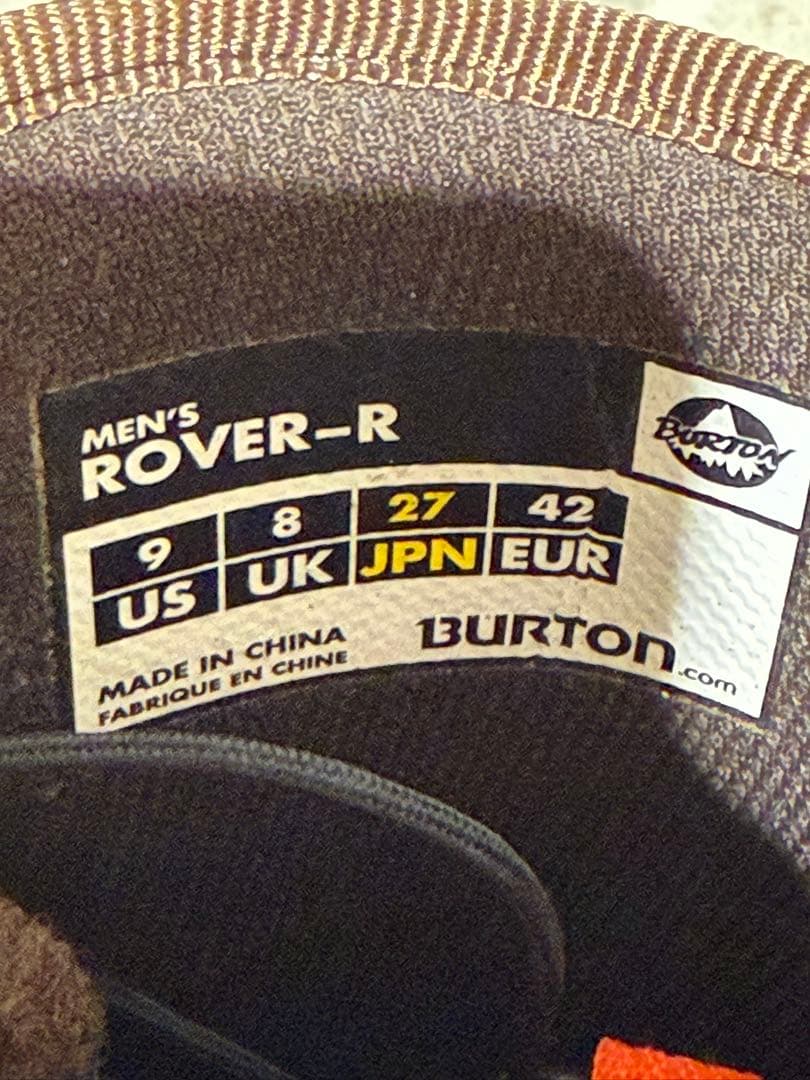 MEN'S
ROVER-R
BURTON
9 8 27 42
US UK JPN EUR
MADE IN CHINA
FABRIQUE EN CHINE
BURTON.com